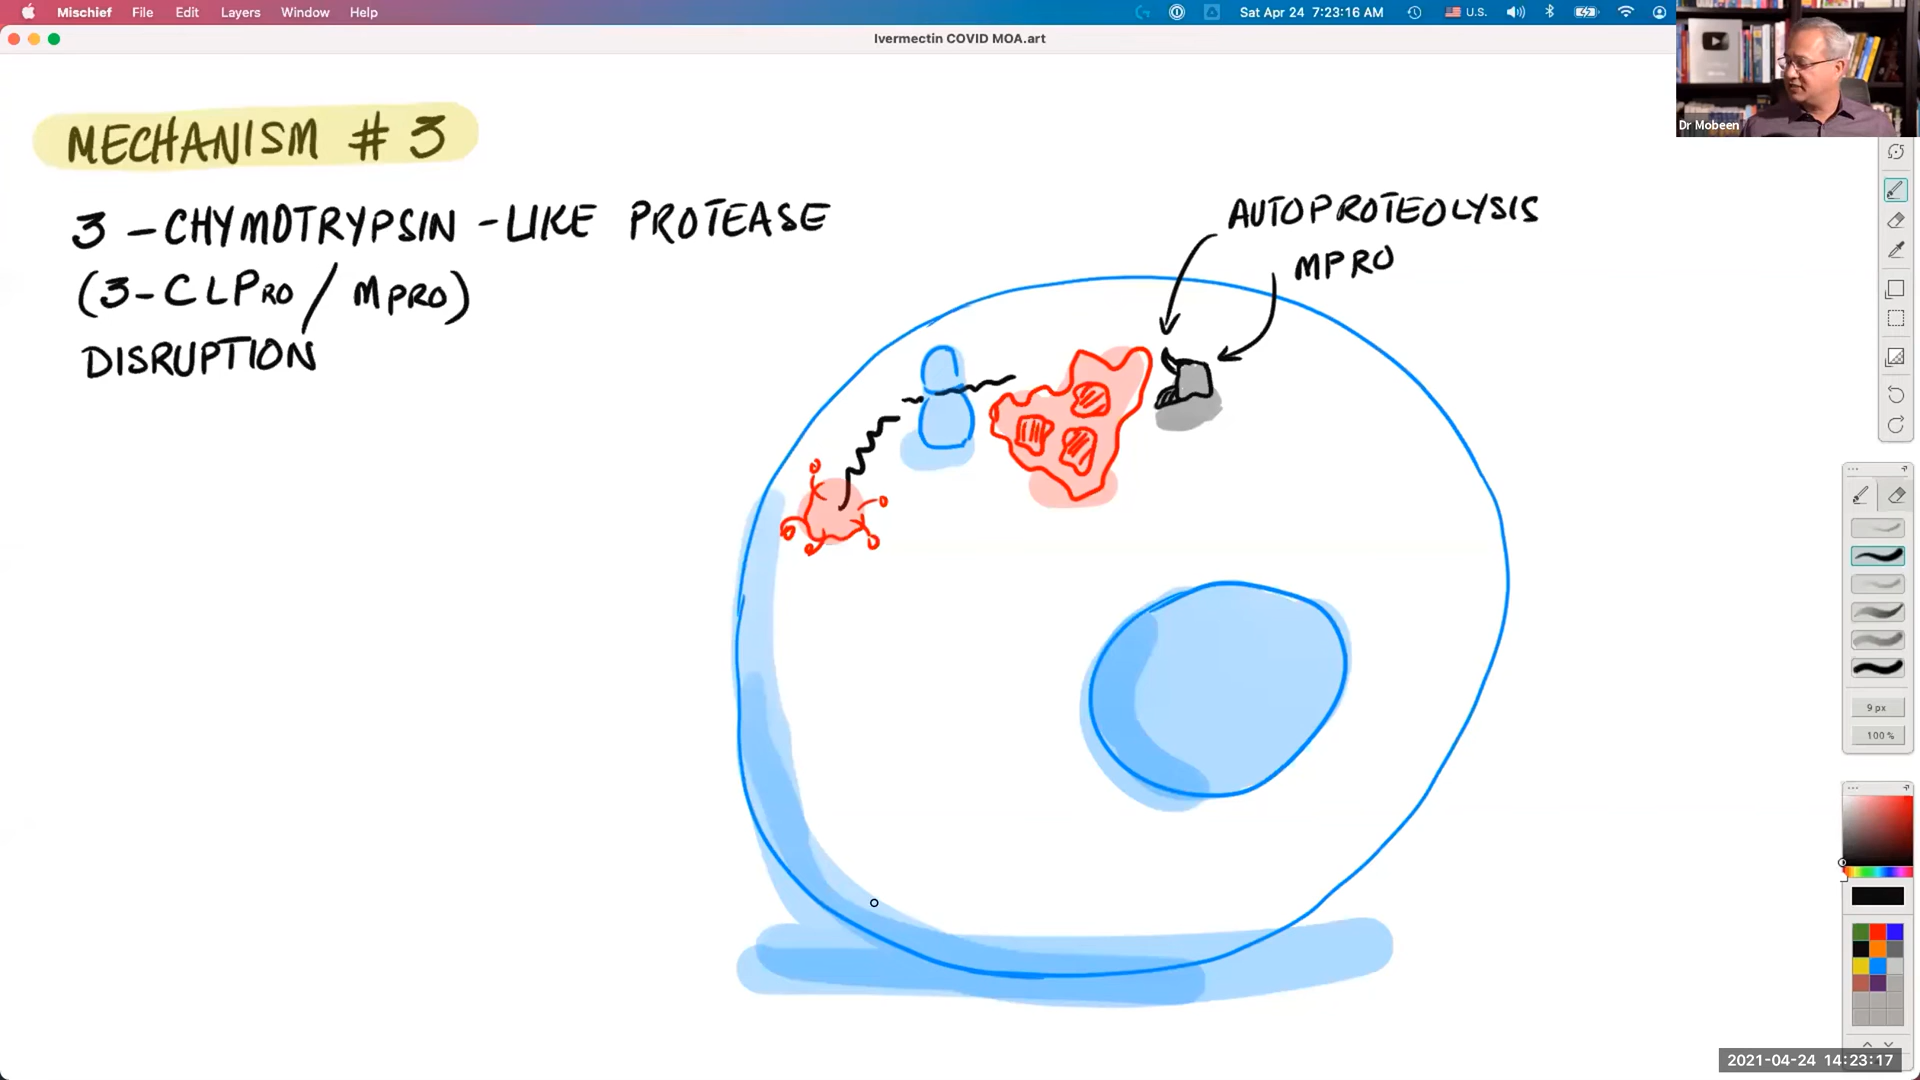 Mischief File Edit Layers Window Help
U.S. Sat Apr 24 7:23:16 AM
Ivermectin COVID MOA.art
Dr Mobeen
MECHANISM # 3
3 -CHYMOTRYPSIN -LIKE PROTEASE
(3-CLPRO / MPRO)
DISRUPTION
AUTOPROTEOLYSIS
MPRO
9 px
100 %
2021-04-24 14:23:17